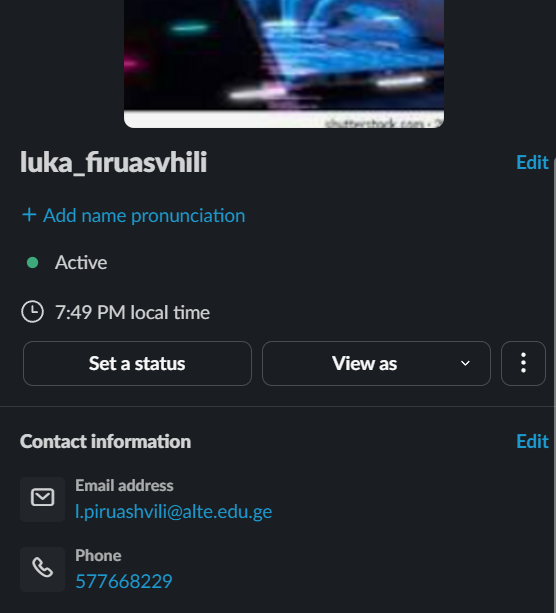 shutterstock.com · 2
luka_firuasvhili
Edit
+ Add name pronunciation
Active
7:49 PM local time
Set a status
View as
Contact information
Edit
Email address
l.piruashvili@alte.edu.ge
Phone
577668229